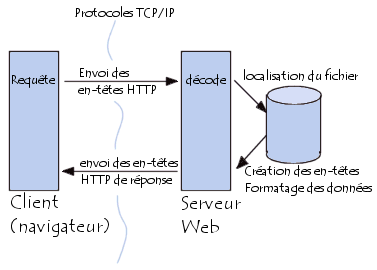 Protocoles TCP/IP
Requête
Envoi des
en-têtes HTTP
décode
localisation du fichier
envoi des en-têtes
HTTP de réponse
Création des en-têtes
Formatage des données
Client
(navigateur)
Serveur
Web